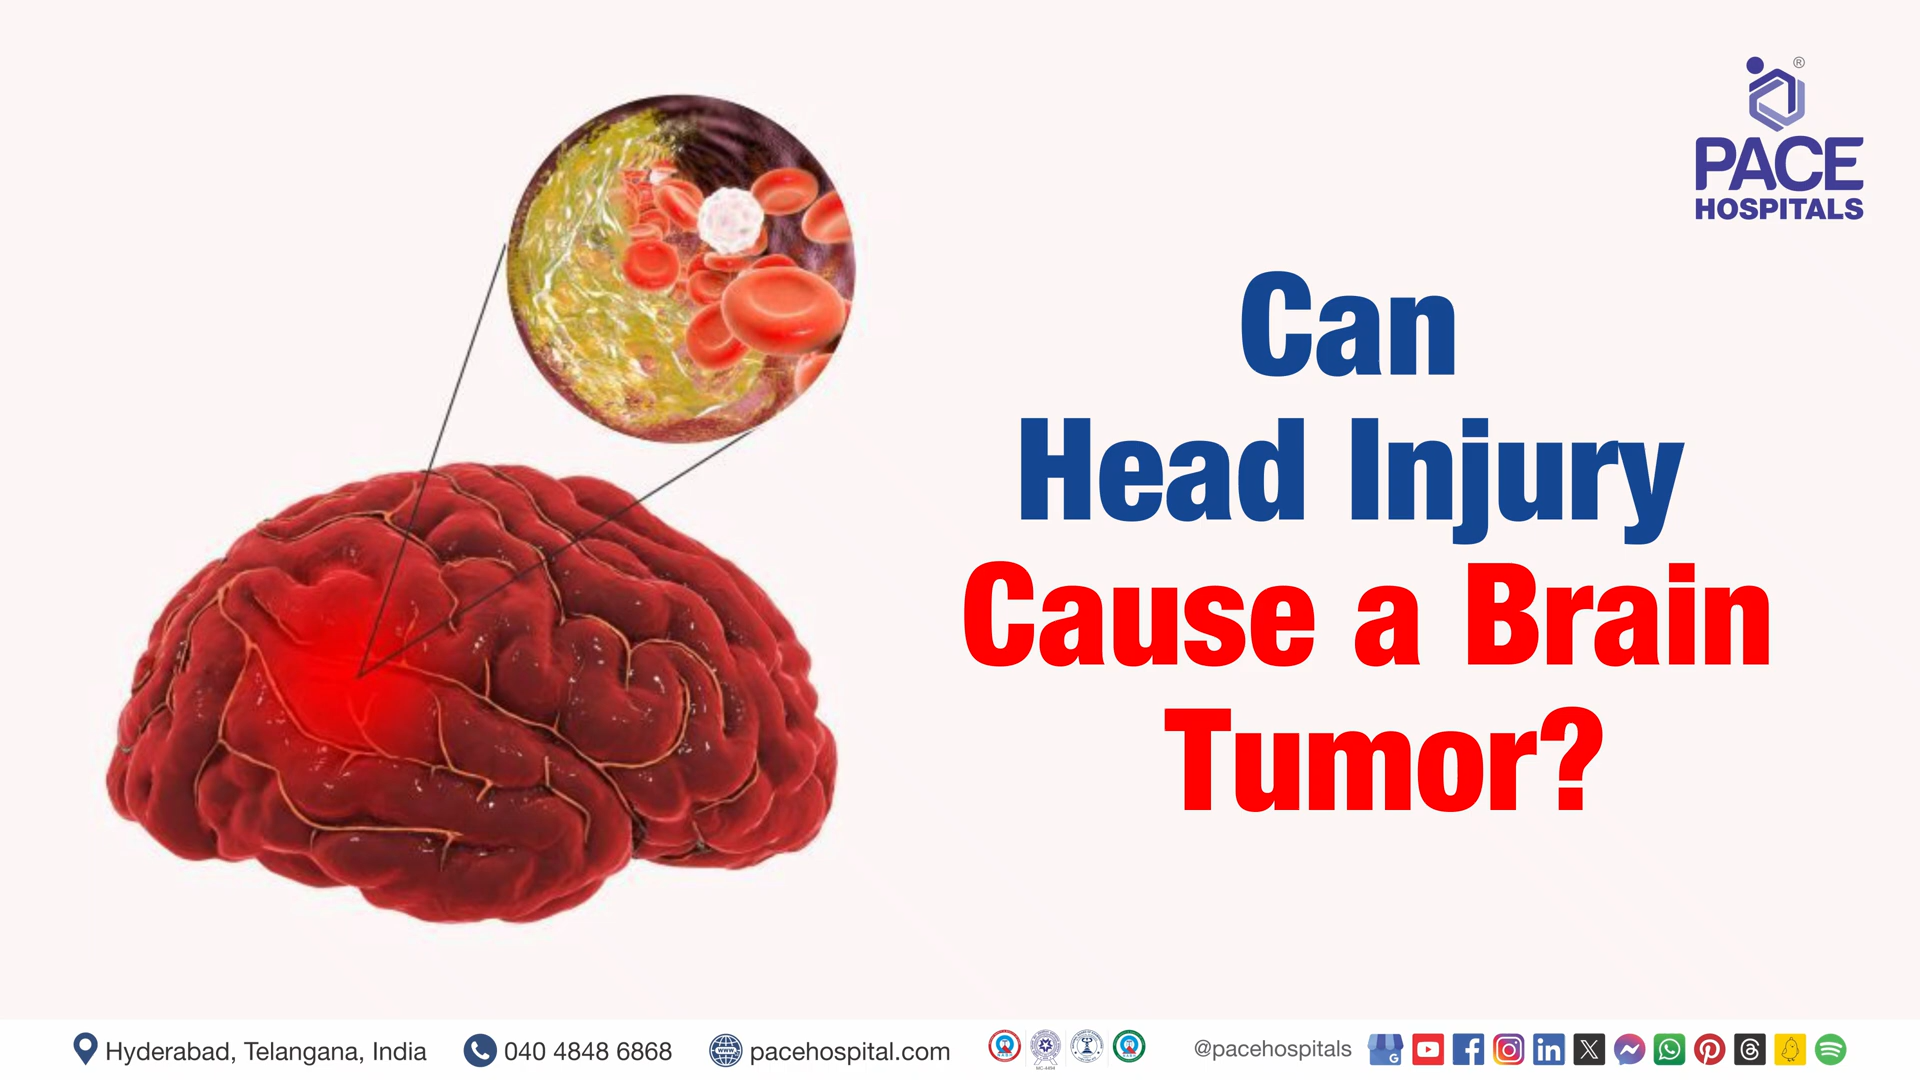 ®
PACE
HOSPITALS
Can
Head Injury
Cause a Brain
Tumor?
Hyderabad, Telangana, India
040 4848 6868
pacehospital.com
@pacehospitals